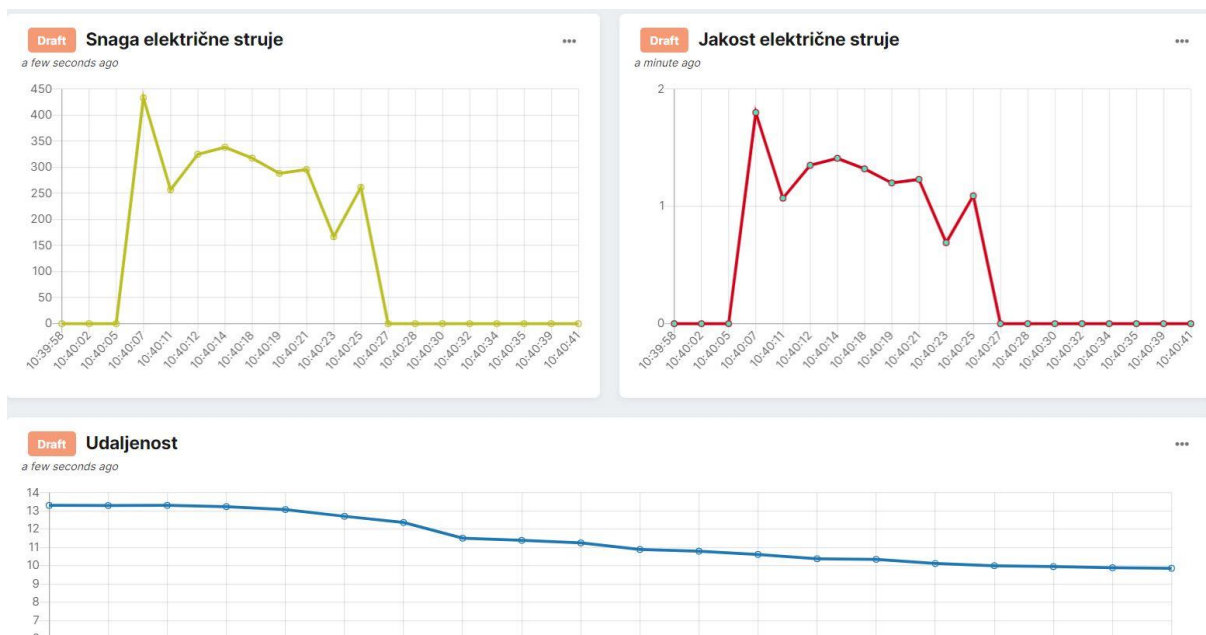 Draft Snaga električne struje •••
a few seconds ago
450
400
350
300
250
200
150
100
50
0
10:39:58 10:40:02 10:40:05 10:40:07 10:40:11 10:40:12 10:40:14 10:40:18 10:40:19 10:40:21 10:40:23 10:40:25 10:40:27 10:40:28 10:40:30 10:40:32 10:40:34 10:40:35 10:40:39 10:40:41
Draft Jakost električne struje •••
a minute ago
2
1
0
10:39:58 10:40:02 10:40:05 10:40:07 10:40:11 10:40:12 10:40:14 10:40:18 10:40:19 10:40:21 10:40:23 10:40:25 10:40:27 10:40:28 10:40:30 10:40:32 10:40:34 10:40:35 10:40:39 10:40:41
Draft Udaljenost •••
a few seconds ago
14
13
12
11
10
9
8
7